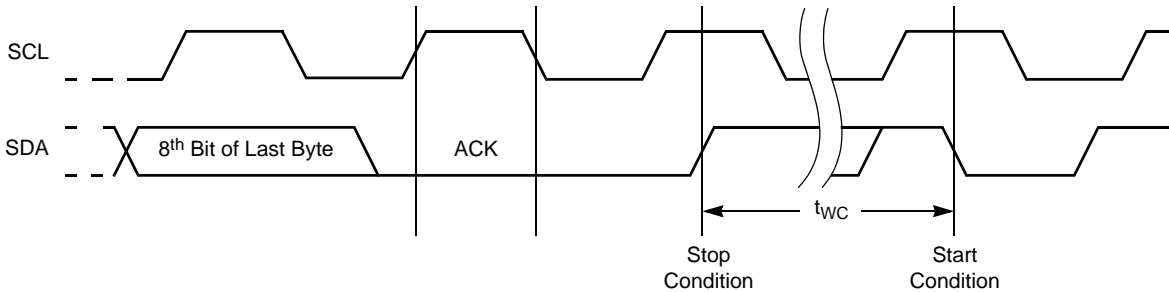 SCL
SDA
8th Bit of Last Byte
ACK
tWC
Stop
Condition
Start
Condition